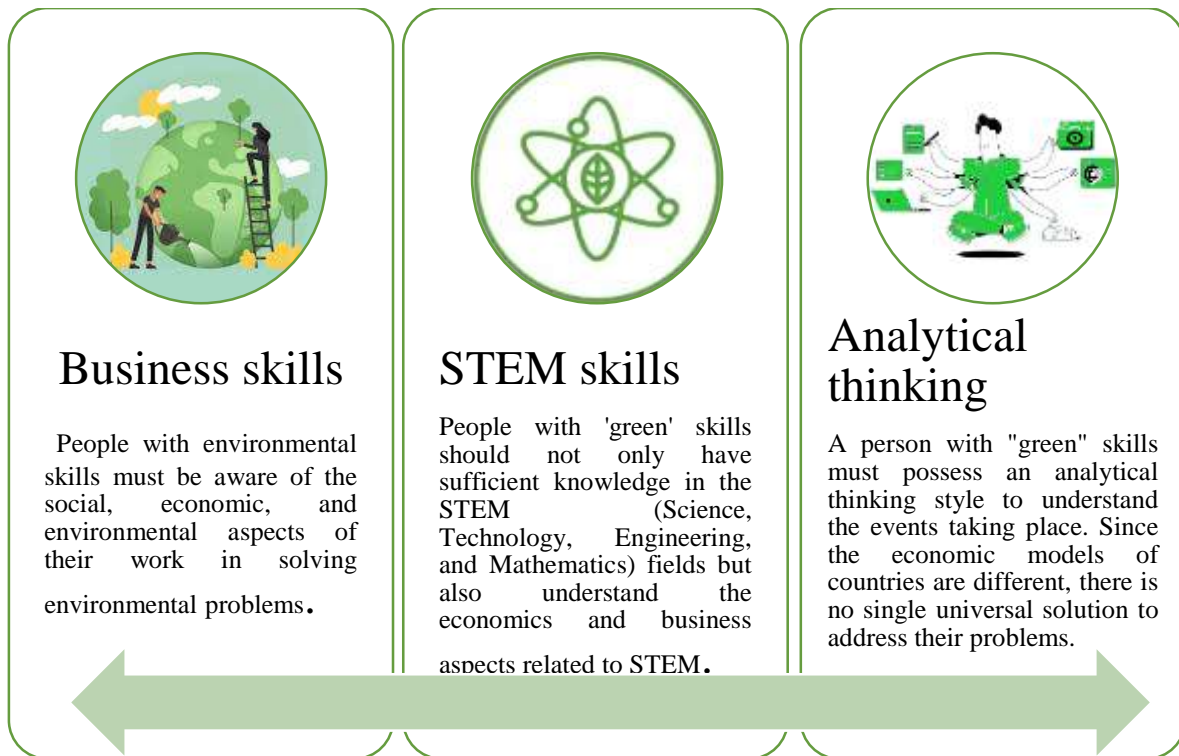 Business skills
People with environmental
skills must be aware of the
social, economic, and
environmental aspects of
their work in solving
environmental problems.
STEM skills
People with 'green' skills
should not only have
sufficient knowledge in the
STEM (Science,
Technology, Engineering,
and Mathematics) fields but
also understand the
economics and business
aspects related to STEM.
Analytical
thinking
A person with "green" skills
must possess an analytical
thinking style to understand
the events taking place. Since
the economic models of
countries are different, there is
no single universal solution to
address their problems.